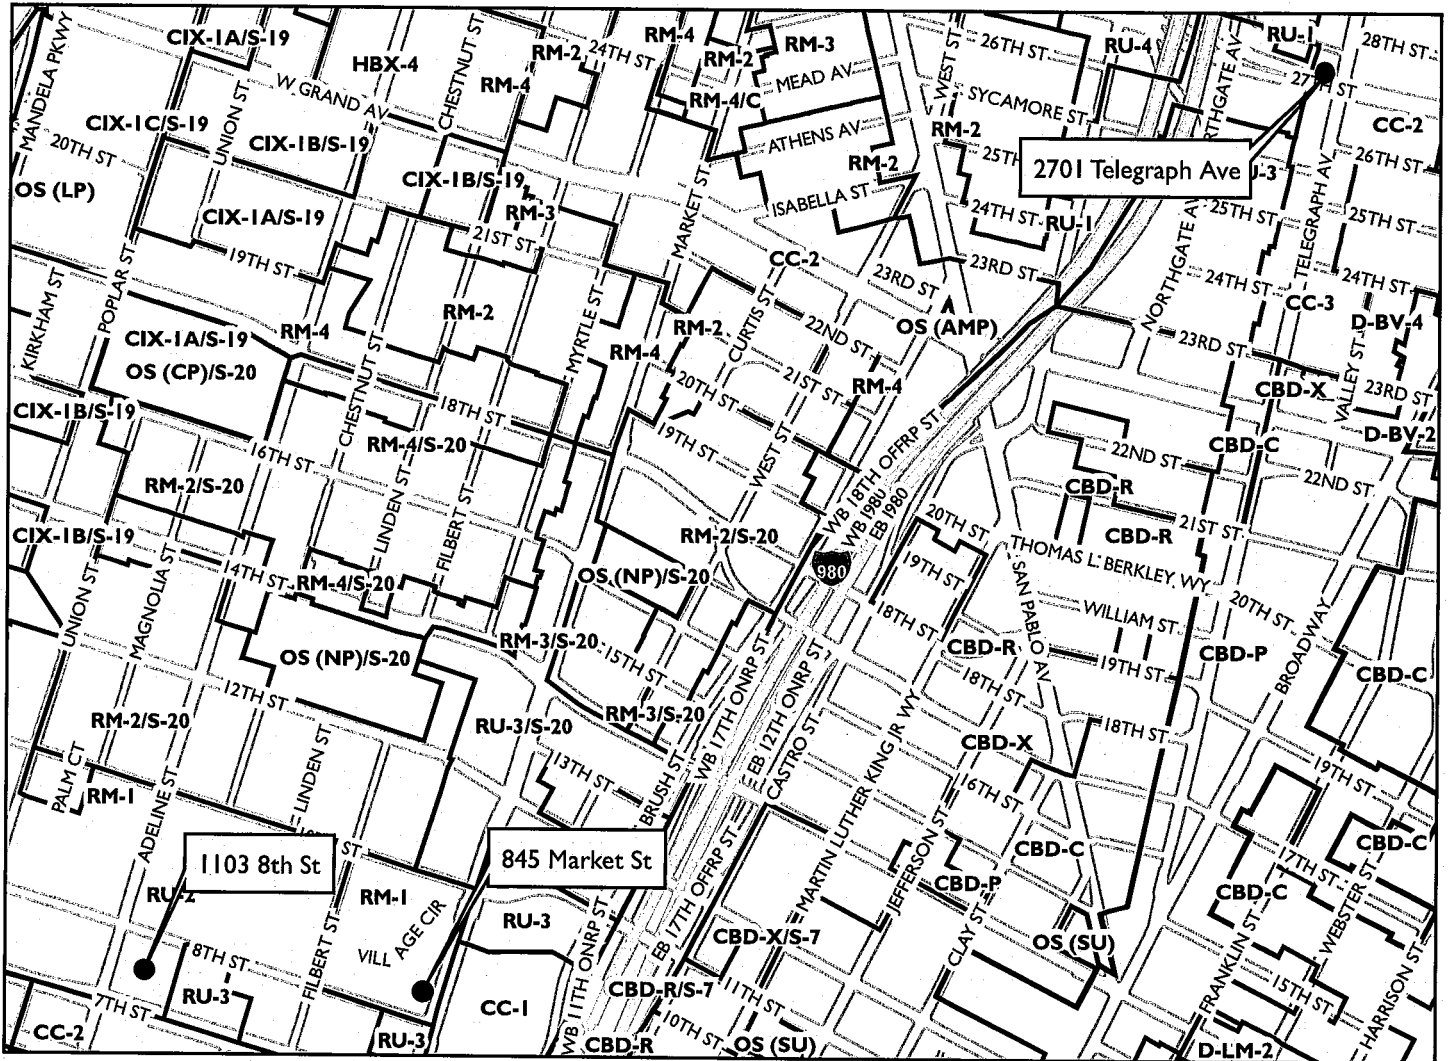 CIX-1A/S-19
RM-2
24TH ST
RM-4
RM-3
RM-2
26TH ST
RU-4
RU-1
28TH ST
MANDELA PKWY
HBX-4
CHESTNUT ST
RM-4
MEAD AV
WEST ST
27TH ST
W GRAND AV
RM-4/C
SYCAMORE ST
CIX-1C/S-19
UNION ST
CIX-1B/S-19
ATHENS AV
RM-2
CC-2
20TH ST
RM-2
25TH
2701 Telegraph Ave
26TH ST
OS (LP)
CIX-1B/S-19
ISABELLA ST
TELEGRAPH AV
CIX-1A/S-19
RM-3
MARKET ST
24TH ST
RU-1
25TH ST
25TH ST
21ST ST
19TH ST
CC-2
23RD ST
23RD ST
NORTHGATE AV
24TH ST
24TH ST
KIRKHAM ST
POPLAR ST
RM-2
MYRTLE ST
CURTIS ST
22ND ST
OS (AMP)
CC-3
D-BV-4
CIX-1A/S-19
RM-4
RM-2
23RD ST
OS (CP)/S-20
RM-4
21ST ST
RM-4
VALLEY ST
CBD-X
23RD ST
CIX-1B/S-19
CHESTNUT ST
18TH ST
20TH ST
D-BV-2
RM-4/S-20
19TH ST
WEST ST
WB 18TH OFFRP ST
CBD-C
22ND ST
22ND ST
16TH ST
RM-2/S-20
LINDEN ST
FILBERT ST
WB I980
EB I980
CBD-R
21ST ST
CIX-1B/S-19
RM-2/S-20
20TH ST
CBD-R
THOMAS L. BERKLEY WY
20TH ST
14TH ST
RM-4/S-20
OS (NP)/S-20
980
19TH ST
SAN PABLO AV
WILLIAM ST
UNION ST
MAGNOLIA ST
18TH ST
BROADWAY
OS (NP)/S-20
RM-3/S-20
15TH ST
CBD-R
19TH ST
CBD-P
CBD-C
12TH ST
WB 17TH ONRP ST
18TH ST
RM-2/S-20
RU-3/S-20
RM-3/S-20
EB 12TH ONRP ST
CASTRO ST
MARTIN LUTHER KING JR WY
CBD-X
18TH ST
PALM CT
LINDEN ST
13TH ST
BRUSH ST
16TH ST
19TH ST
RM-1
ADELINE ST
1103 8th St
845 Market St
EB 17TH OFFRP ST
JEFFERSON ST
CBD-C
17TH ST
CBD-C
RU-2
RM-1
CBD-P
CBD-C
FILBERT ST
VILLAGE CIR
RU-3
WB 11TH ONRP ST
CBD-X/S-7
CLAY ST
OS (SU)
FRANKLIN ST
WEBSTER ST
8TH ST
RU-3
CC-1
CBD-R/S-7
11TH ST
15TH ST
HARRISON ST
7TH ST
CC-2
RU-3
CBD-R
10TH ST
OS (SU)
D-LM-2